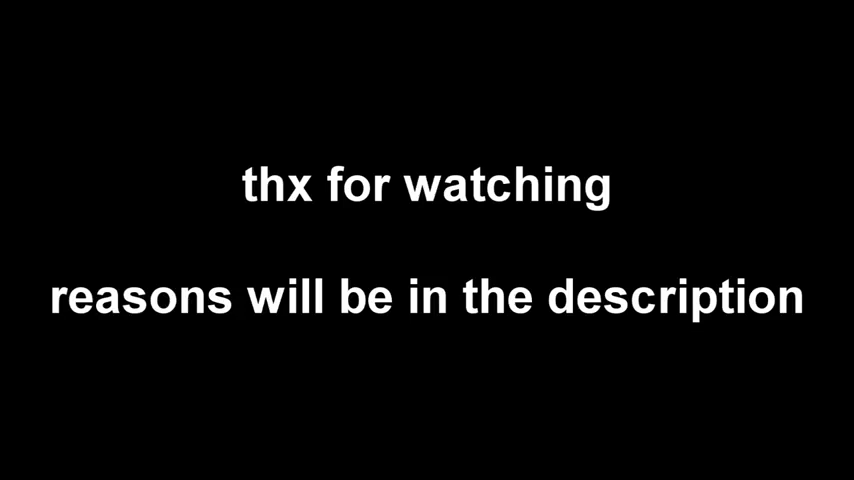 thx for watching
reasons will be in the description